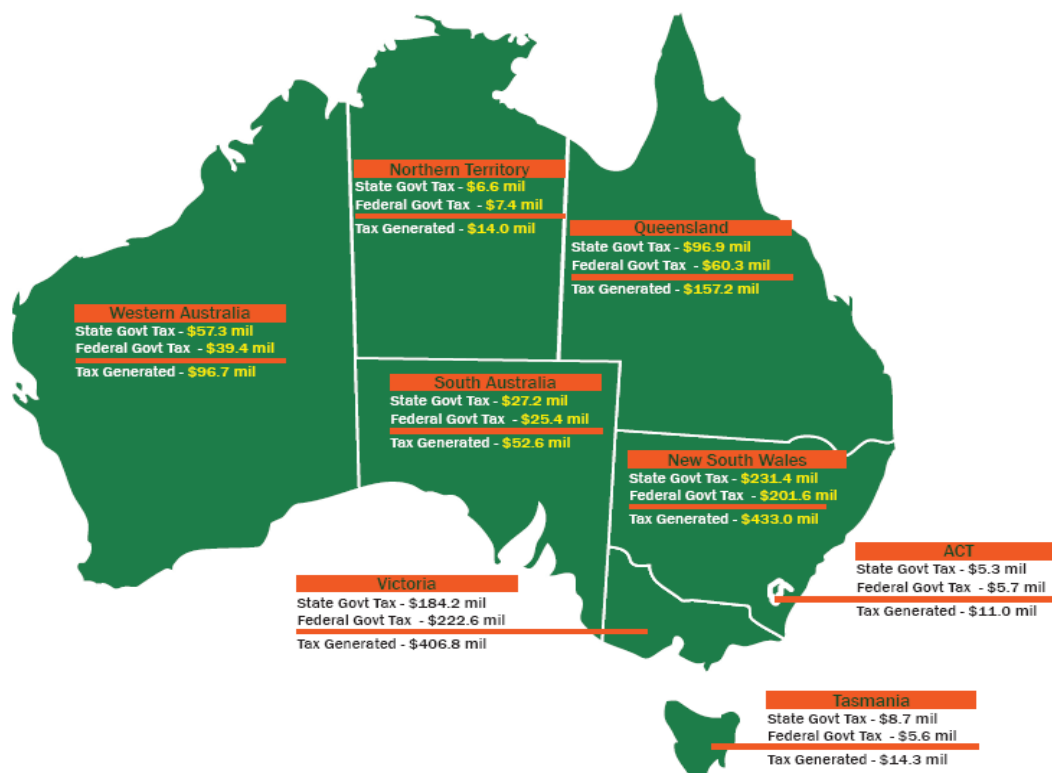 Northern Territory
State Govt Tax - $6.6 mil
Federal Govt Tax - $7.4 mil
Tax Generated - $14.0 mil
Queensland
State Govt Tax - $96.9 mil
Federal Govt Tax - $60.3 mil
Tax Generated - $157.2 mil
Western Australia
State Govt Tax - $57.3 mil
Federal Govt Tax - $39.4 mil
Tax Generated - $96.7 mil
South Australia
State Govt Tax - $27.2 mil
Federal Govt Tax - $25.4 mil
Tax Generated - $52.6 mil
New South Wales
State Govt Tax - $231.4 mil
Federal Govt Tax - $201.6 mil
Tax Generated - $433.0 mil
ACT
State Govt Tax - $5.3 mil
Federal Govt Tax - $5.7 mil
Tax Generated - $11.0 mil
Victoria
State Govt Tax - $184.2 mil
Federal Govt Tax - $222.6 mil
Tax Generated - $406.8 mil
Tasmania
State Govt Tax - $8.7 mil
Federal Govt Tax - $5.6 mil
Tax Generated - $14.3 mil